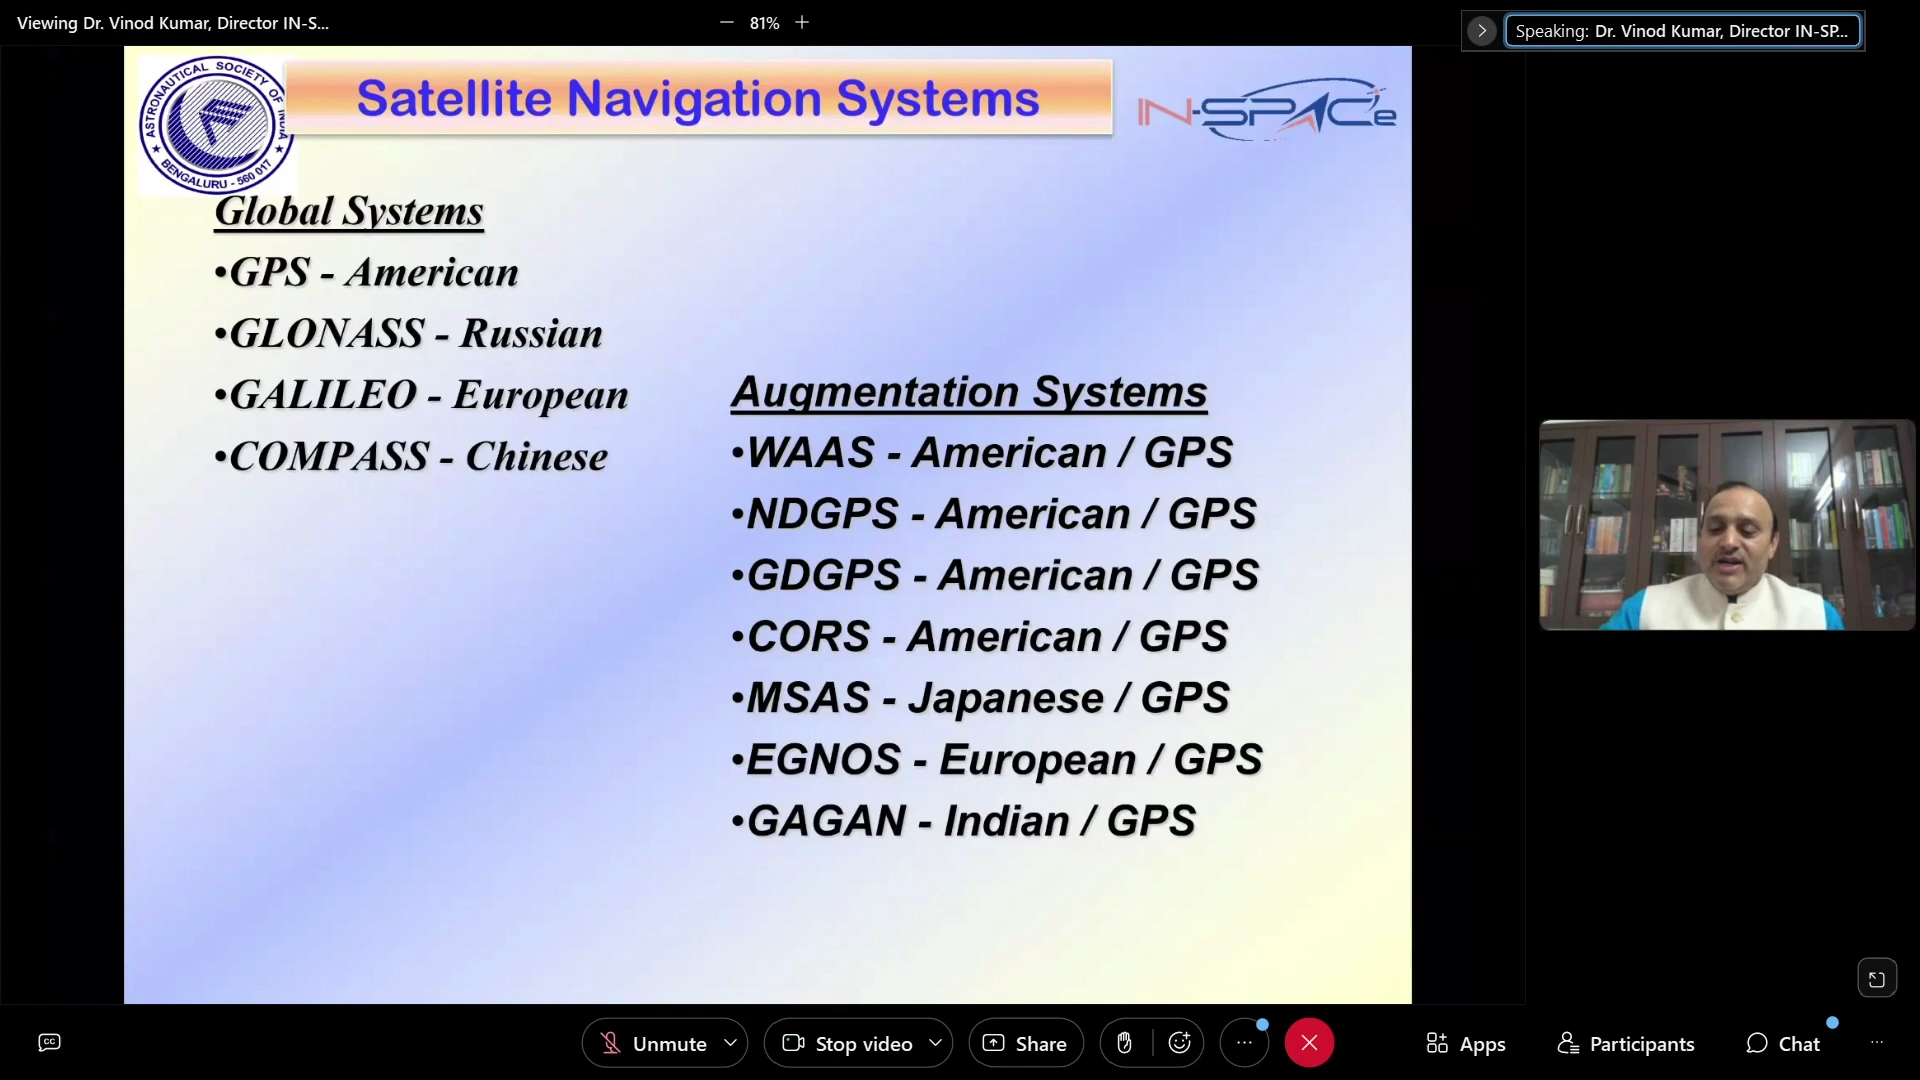 Viewing Dr. Vinod Kumar, Director IN-S...
81%
Speaking: Dr. Vinod Kumar, Director IN-SP...
ASTRONAUTICAL SOCIETY OF INDIA
BENGALURU - 560 017
Satellite Navigation Systems
IN-SPACe
Global Systems
•GPS - American
•GLONASS - Russian
•GALILEO - European
•COMPASS - Chinese
Augmentation Systems
•WAAS - American / GPS
•NDGPS - American / GPS
•GDGPS - American / GPS
•CORS - American / GPS
•MSAS - Japanese / GPS
•EGNOS - European / GPS
•GAGAN - Indian / GPS
CC
Unmute
Stop video
Share
Apps
Participants
Chat